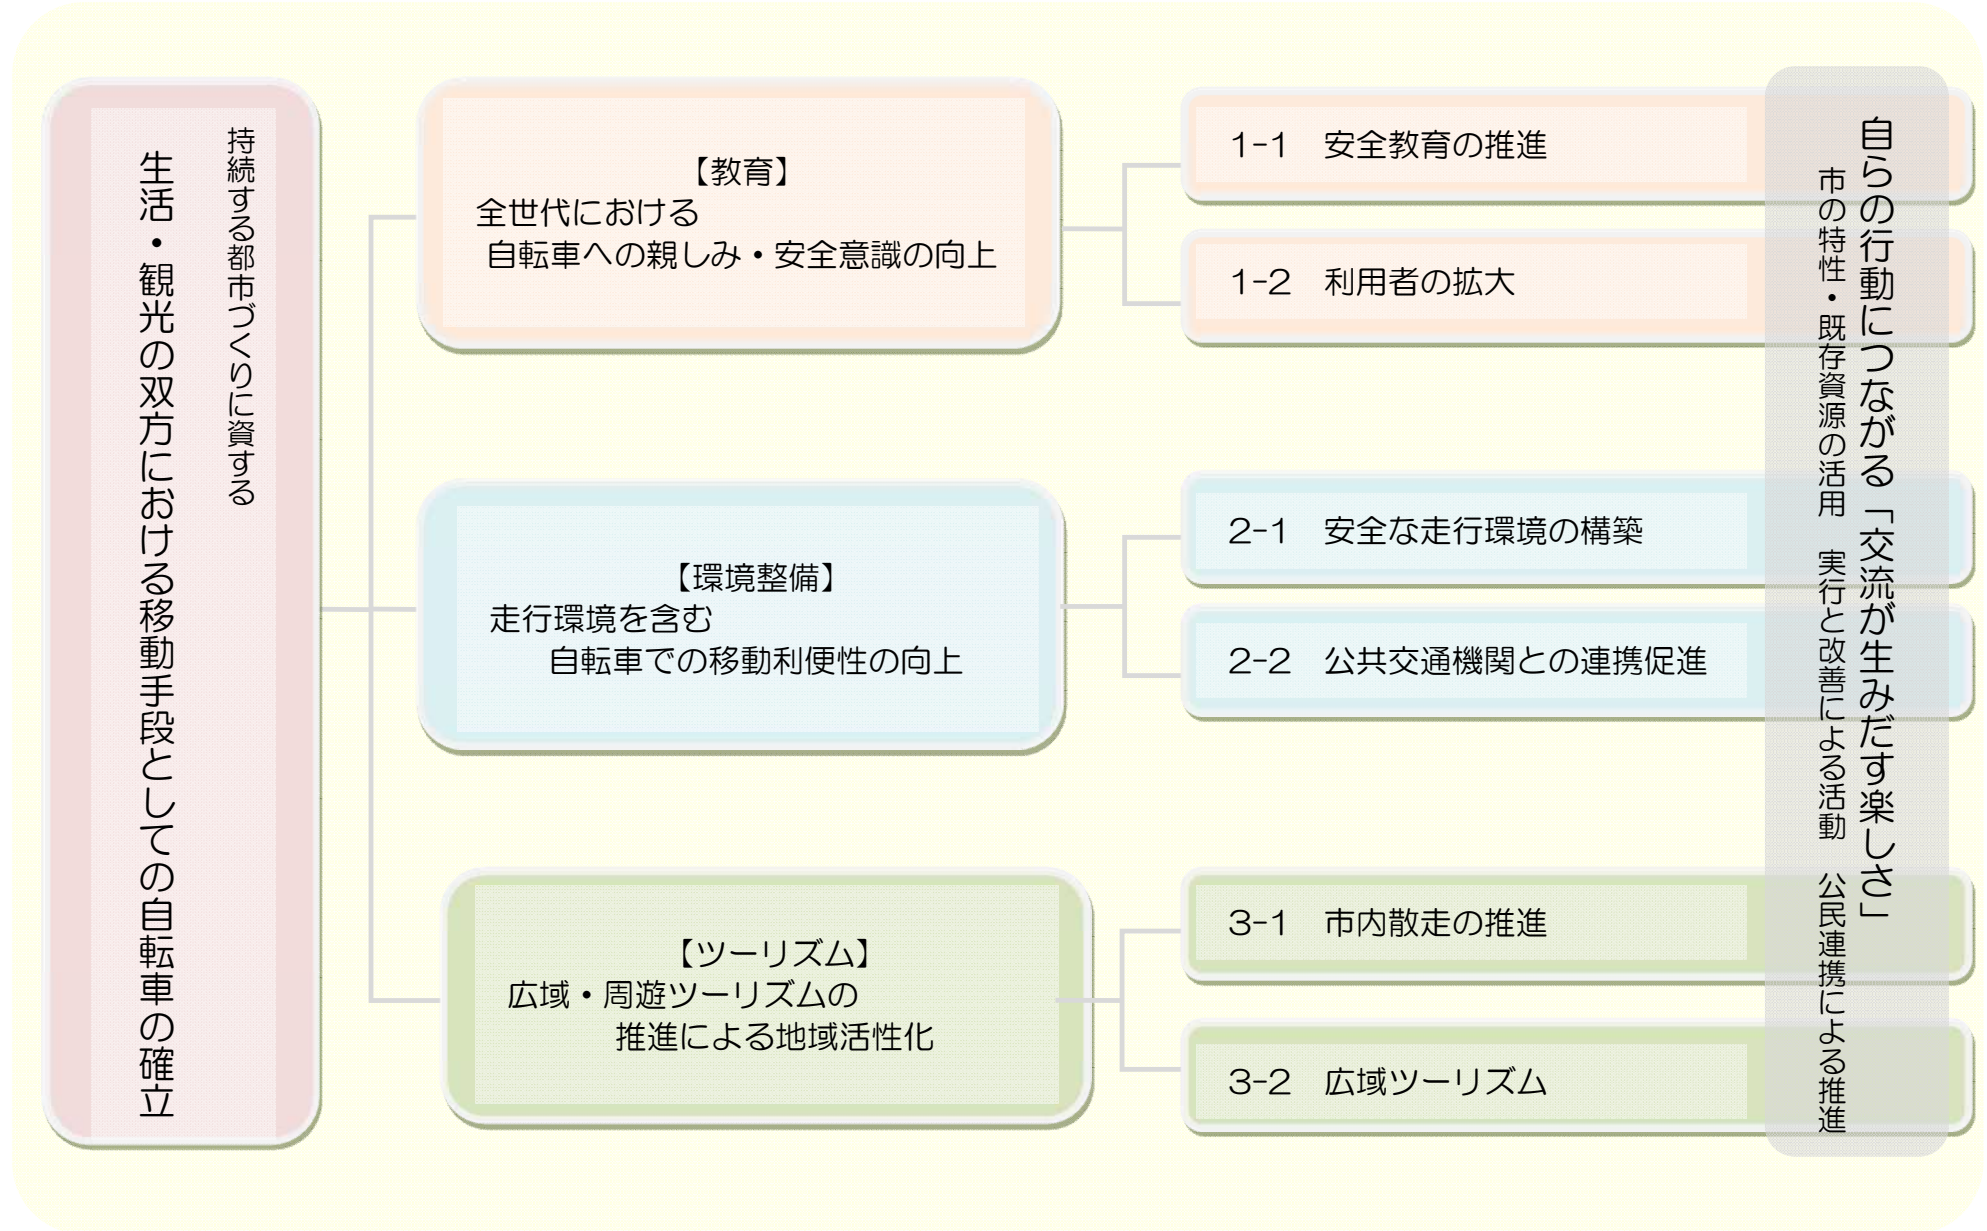 持続する都市づくりに資する
生活・観光の双方における移動手段としての自転車の確立
【教育】
全世代における
自転車への親しみ・安全意識の向上
1-1　安全教育の推進
1-2　利用者の拡大
【環境整備】
走行環境を含む
自転車での移動利便性の向上
2-1　安全な走行環境の構築
2-2　公共交通機関との連携促進
【ツーリズム】
広域・周遊ツーリズムの
推進による地域活性化
3-1　市内散走の推進
3-2　広域ツーリズム
自らの行動につながる「交流が生みだす楽しさ」
市の特性・既存資源の活用　実行と改善による活動　公民連携による推進